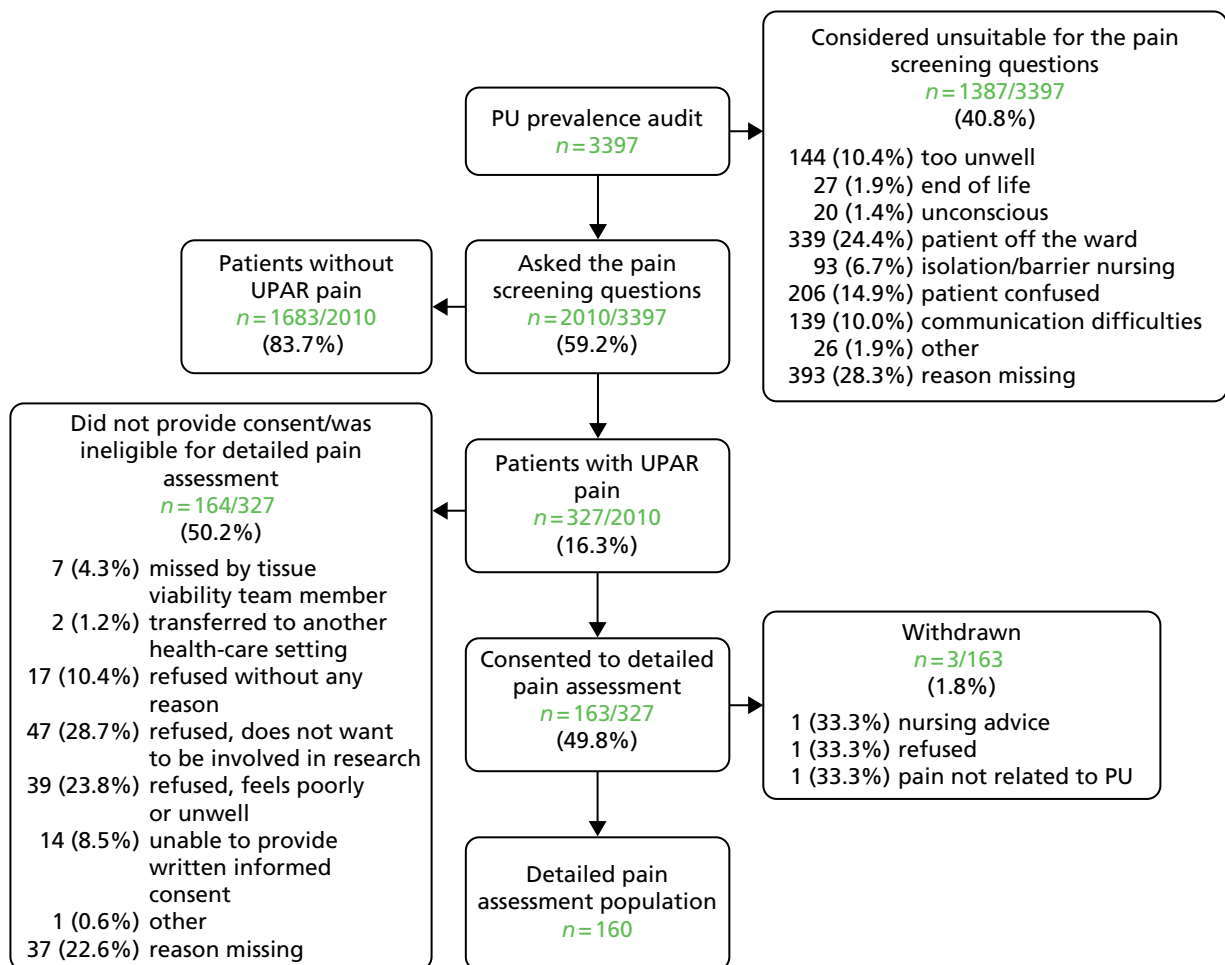 PU prevalence audit
n=3397
Considered unsuitable for the pain
screening questions
n=1387/3397
(40.8%)
144 (10.4%) too unwell
27 (1.9%) end of life
20 (1.4%) unconscious
339 (24.4%) patient off the ward
93 (6.7%) isolation/barrier nursing
206 (14.9%) patient confused
139 (10.0%) communication difficulties
26 (1.9%) other
393 (28.3%) reason missing
Patients without
UPAR pain
n=1683/2010
(83.7%)
Asked the pain
screening questions
n=2010/3397
(59.2%)
Did not provide consent/was
ineligible for detailed pain
assessment
n=164/327
(50.2%)
7 (4.3%) missed by tissue
viability team member
2 (1.2%) transferred to another
health-care setting
17 (10.4%) refused without any
reason
47 (28.7%) refused, does not want
to be involved in research
39 (23.8%) refused, feels poorly
or unwell
14 (8.5%) unable to provide
written informed
consent
1 (0.6%) other
37 (22.6%) reason missing
Patients with UPAR
pain
n=327/2010
(16.3%)
Consented to detailed
pain assessment
n=163/327
(49.8%)
Withdrawn
n=3/163
(1.8%)
1 (33.3%) nursing advice
1 (33.3%) refused
1 (33.3%) pain not related to PU
Detailed pain
assessment population
n=160